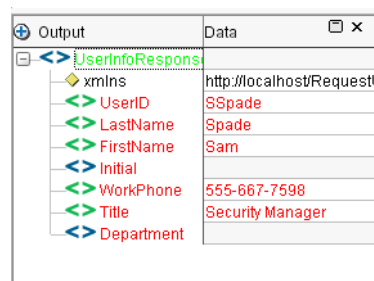 Output Data
UserInfoRespons
xmlns http://localhost/Request
UserID SSpade
LastName Spade
FirstName Sam
Initial
WorkPhone 555-667-7598
Title Security Manager
Department